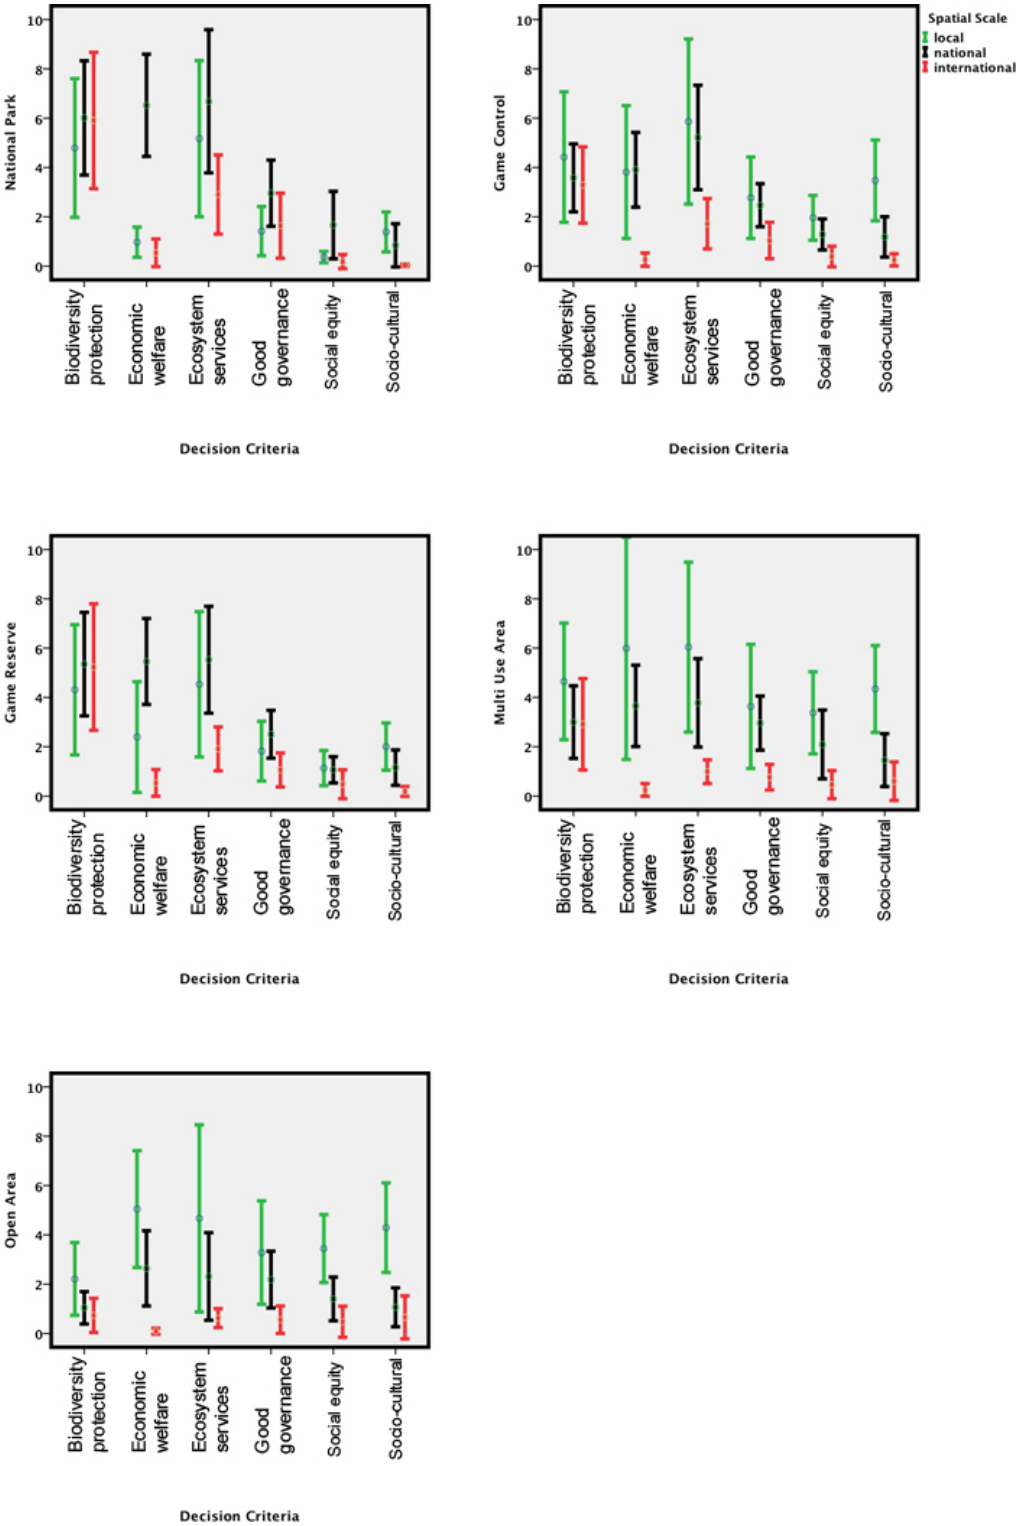 National Park
10
8
6
4
2
0
Biodiversity
protection
Economic
welfare
Ecosystem
services
Good
governance
Social equity
Socio-cultural
Decision Criteria
Game Control
10
8
6
4
2
0
Biodiversity
protection
Economic
welfare
Ecosystem
services
Good
governance
Social equity
Socio-cultural
Decision Criteria
Spatial Scale
local
national
international
Game Reserve
10
8
6
4
2
0
Biodiversity
protection
Economic
welfare
Ecosystem
services
Good
governance
Social equity
Socio-cultural
Decision Criteria
Multi Use Area
10
8
6
4
2
0
Biodiversity
protection
Economic
welfare
Ecosystem
services
Good
governance
Social equity
Socio-cultural
Decision Criteria
Open Area
10
8
6
4
2
0
Biodiversity
protection
Economic
welfare
Ecosystem
services
Good
governance
Social equity
Socio-cultural
Decision Criteria